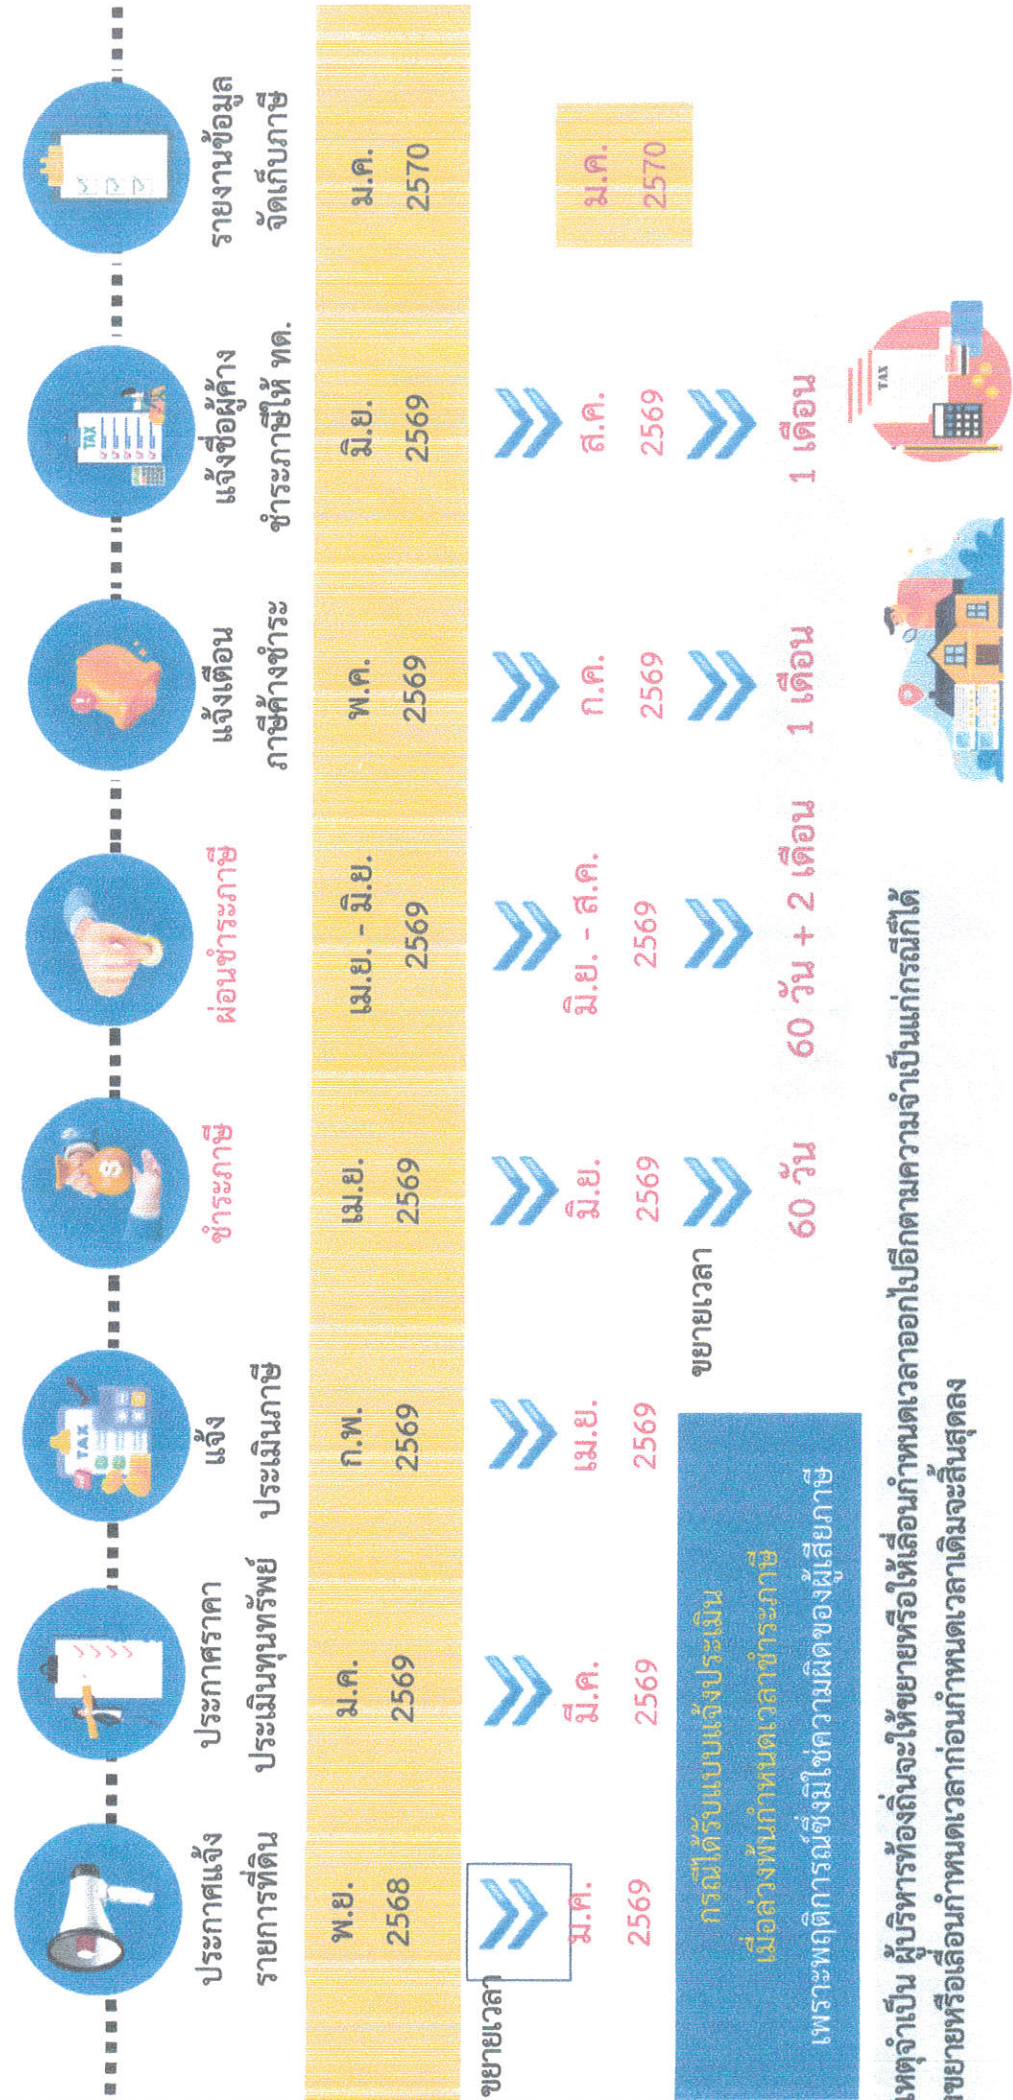 ประกาศแจ้ง
รายการที่ดิน
ประกาศราคา
ประเมินทุนทรัพย์
แจ้ง
ประเมินภาษี
ชำระภาษี
ผ่อนชำระภาษี
แจ้งเตือน
ภาษีค้างชำระ
แจ้งชื่อผู้ค้าง
ชำระภาษีให้ ทด.
รายงานข้อมูล
จัดเก็บภาษี
พ.ย.
2568
ม.ค.
2569
ก.พ.
2569
เม.ย.
2569
เม.ย. - มิ.ย.
2569
พ.ค.
2569
มิ.ย.
2569
ม.ค.
2570
ขยายเวลา
ม.ค.
2569
มี.ค.
2569
เม.ย.
2569
มิ.ย.
2569
มิ.ย. - ส.ค.
2569
ก.ค.
2569
ส.ค.
2569
ม.ค.
2570
ขยายเวลา
60 วัน
60 วัน + 2 เดือน
1 เดือน
1 เดือน
กรณีได้รับแบบแจ้งประเมิน
เมื่อล่วงพ้นกำหนดเวลาชำระภาษี
เพราะพฤติการณ์ซึ่งมิใช่ความผิดของผู้เสียภาษี
TAX
TAX
TAX
เหตุจำเป็น ผู้บริหารท้องถิ่นจะให้ขยายหรือให้เลื่อนกำหนดเวลาออกไปอีกตามความจำเป็นแก่กรณีก็ได้
ขยายหรือเลื่อนกำหนดเวลาก่อนกำหนดเวลาเดิมจะสิ้นสุดลง